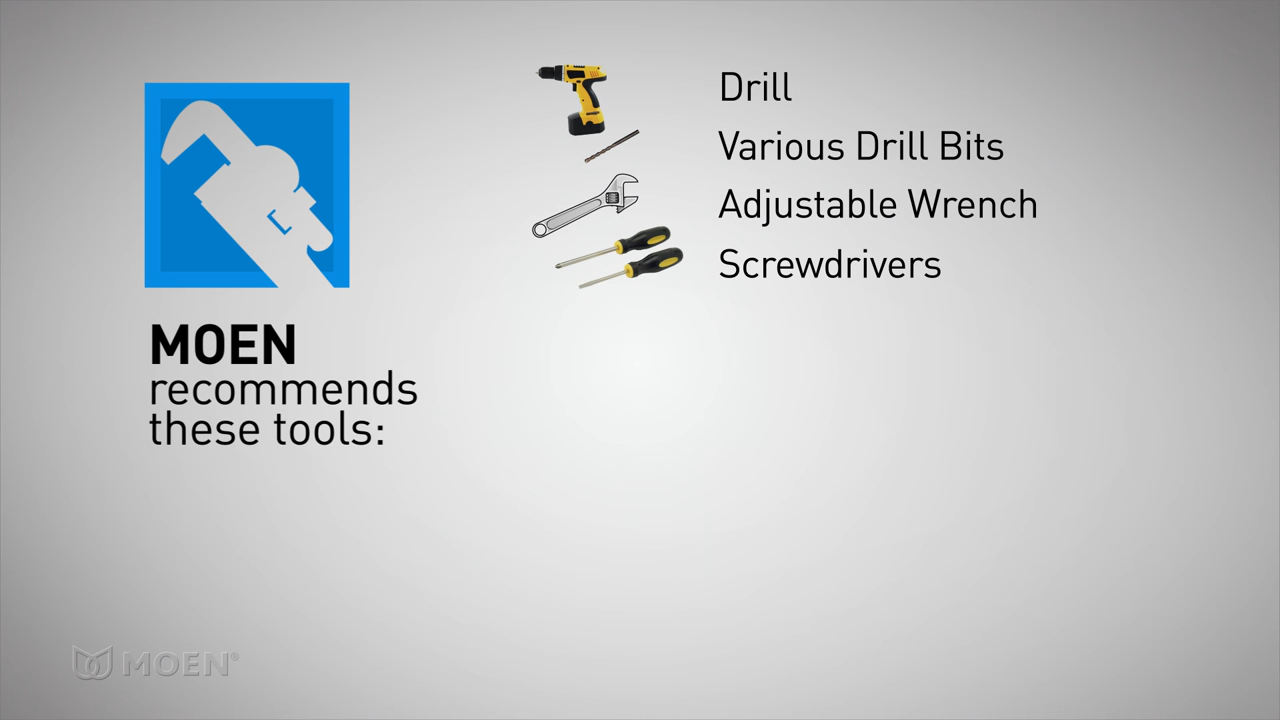 Drill
Various Drill Bits
Adjustable Wrench
Screwdrivers
MOEN
recommends
these tools:
MOEN®